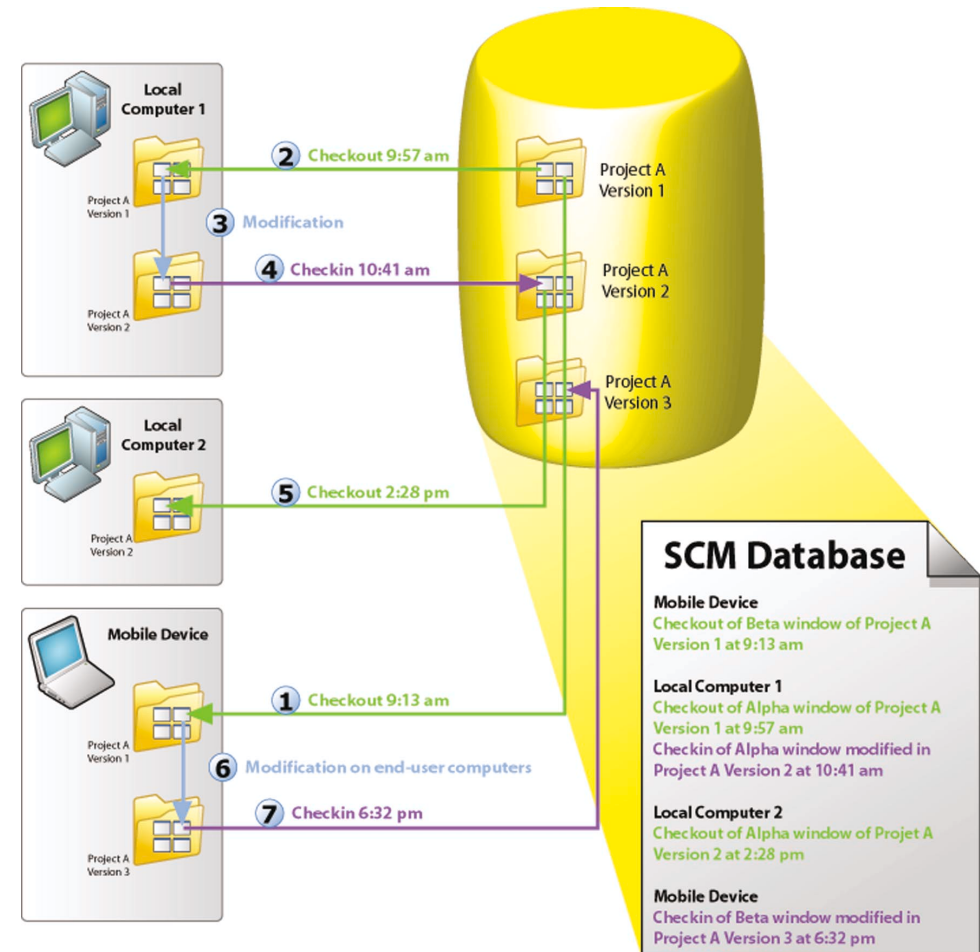 Local
Computer 1
2 Checkout 9:57 am
Project A
Version 1
Project A
Version 1
3 Modification
4 Checkin 10:41 am
Project A
Version 2
Project A
Version 2
Project A
Version 3
Local
Computer 2
5 Checkout 2:28 pm
Project A
Version 2
Mobile Device
1 Checkout 9:13 am
Project A
Version 1
6 Modification on end-user computers
7 Checkin 6:32 pm
Project A
Version 3
SCM Database
Mobile Device
Checkout of Beta window of Project A
Version 1 at 9:13 am
Local Computer 1
Checkout of Alpha window of Project A
Version 1 at 9:57 am
Checkin of Alpha window modified in
Project A Version 2 at 10:41 am
Local Computer 2
Checkout of Alpha window of Projet A
Version 2 at 2:28 pm
Mobile Device
Checkin of Beta window modified in
Project A Version 3 at 6:32 pm